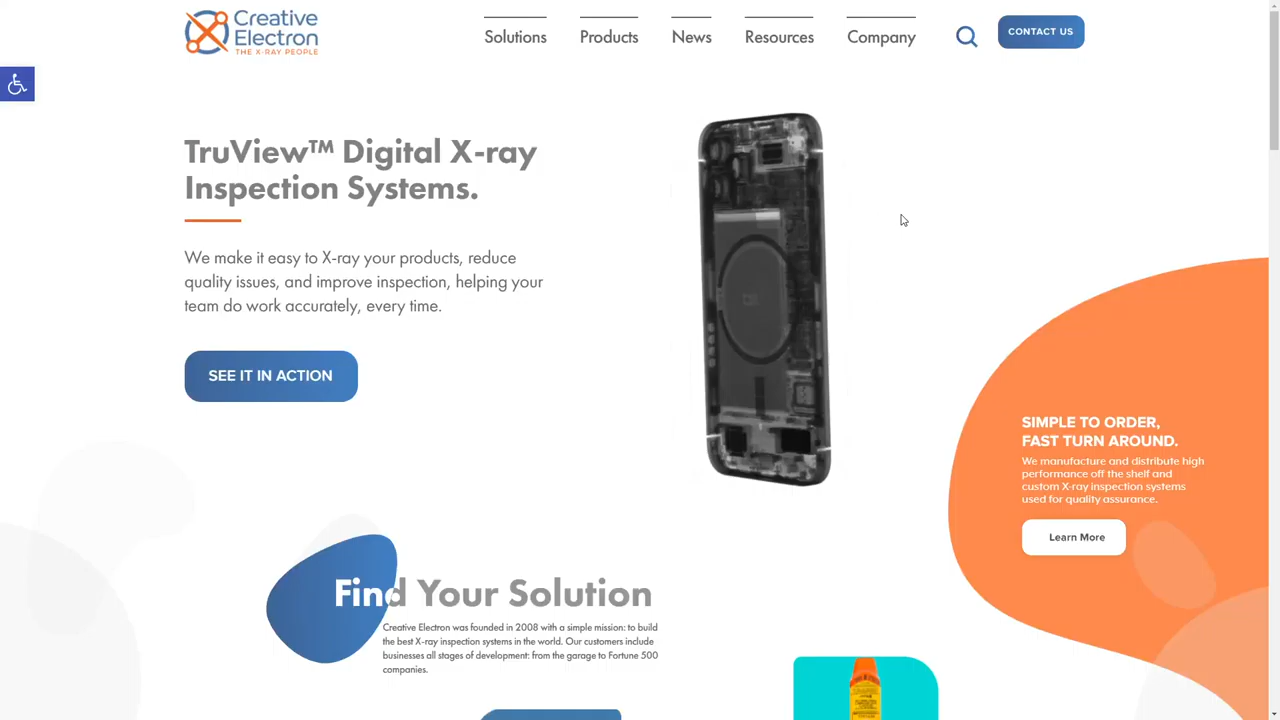 Creative
Electron
THE X-RAY PEOPLE
Solutions
Products
News
Resources
Company
CONTACT US
TruView™ Digital X-ray
Inspection Systems.
We make it easy to X-ray your products, reduce
quality issues, and improve inspection, helping your
team do work accurately, every time.
SEE IT IN ACTION
SIMPLE TO ORDER,
FAST TURN AROUND.
We manufacture and distribute high
performance off the shelf and
custom X-ray inspection systems
used for quality assurance.
Learn More
Find Your Solution
Creative Electron was founded in 2008 with a simple mission: to build
the best X-ray inspection systems in the world. Our customers include
businesses all stages of development: from the garage to Fortune 500
companies.